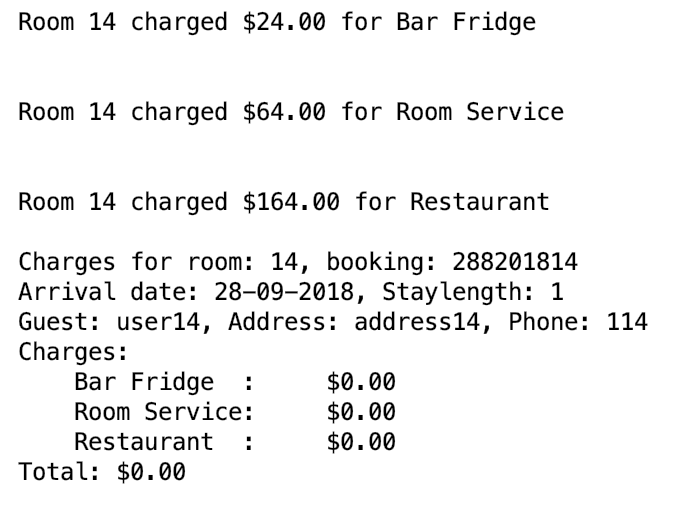 Room 14 charged $24.00 for Bar Fridge
Room 14 charged $64.00 for Room Service
Room 14 charged $164.00 for Restaurant
Charges for room: 14, booking: 288201814
Arrival date: 28-09-2018, Staylength: 1
Guest: user14, Address: address14, Phone: 114
Charges:
    Bar Fridge  :     $0.00
    Room Service:     $0.00
    Restaurant  :     $0.00
Total: $0.00